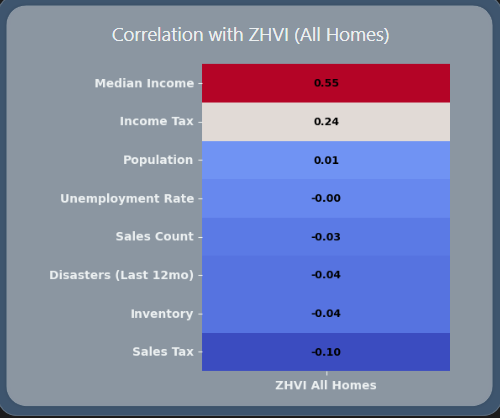 Correlation with ZHVI (All Homes)
Median Income 0.55
Income Tax 0.24
Population 0.01
Unemployment Rate -0.00
Sales Count -0.03
Disasters (Last 12mo) -0.04
Inventory -0.04
Sales Tax -0.10
ZHVI All Homes